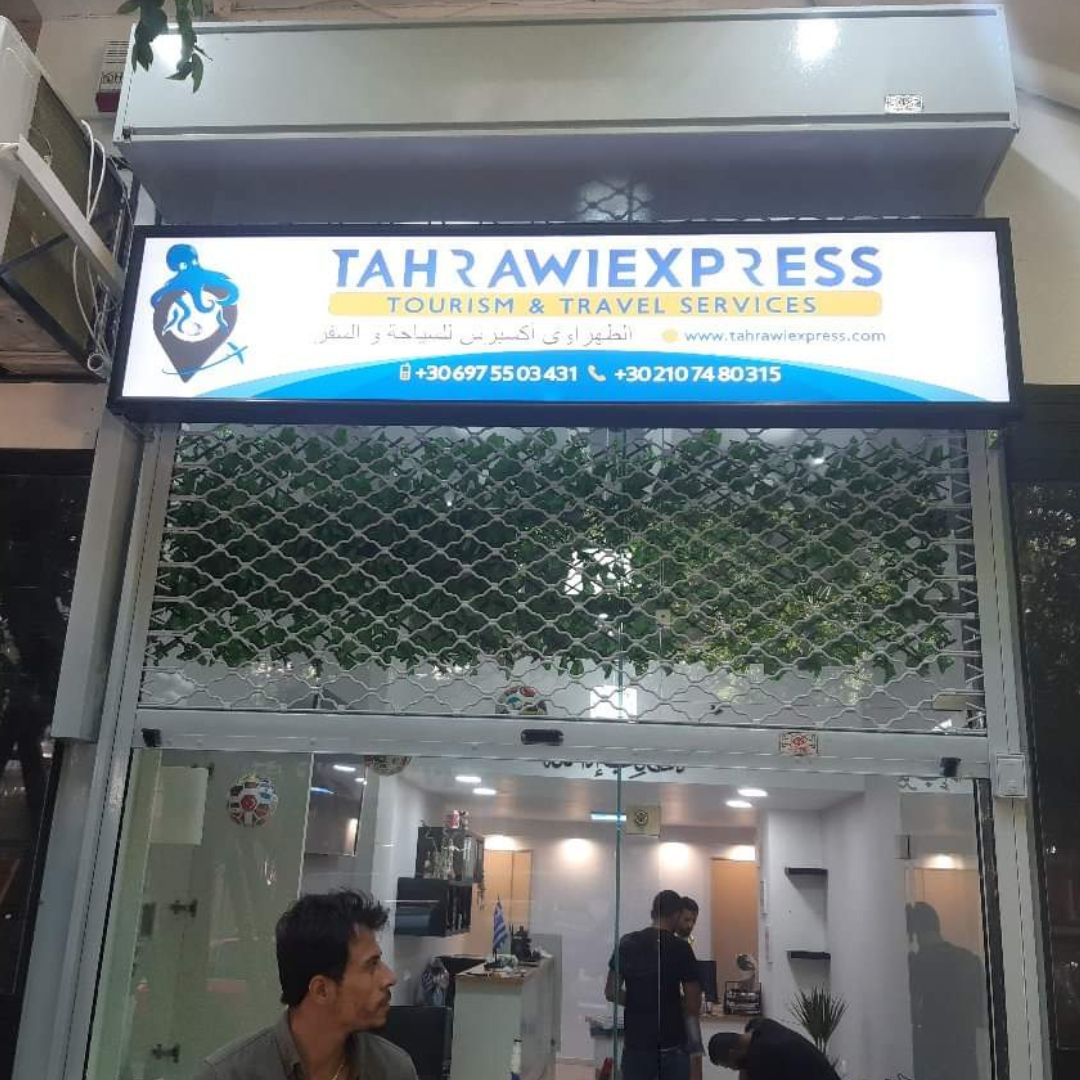 TAHRAWIEXPRESS
TOURISM & TRAVEL SERVICES
الطهراوي أكسبرس للسياحة و السفر
www.tahrawiexpress.com
+30 697 55 03 431 +30 210 74 80 315